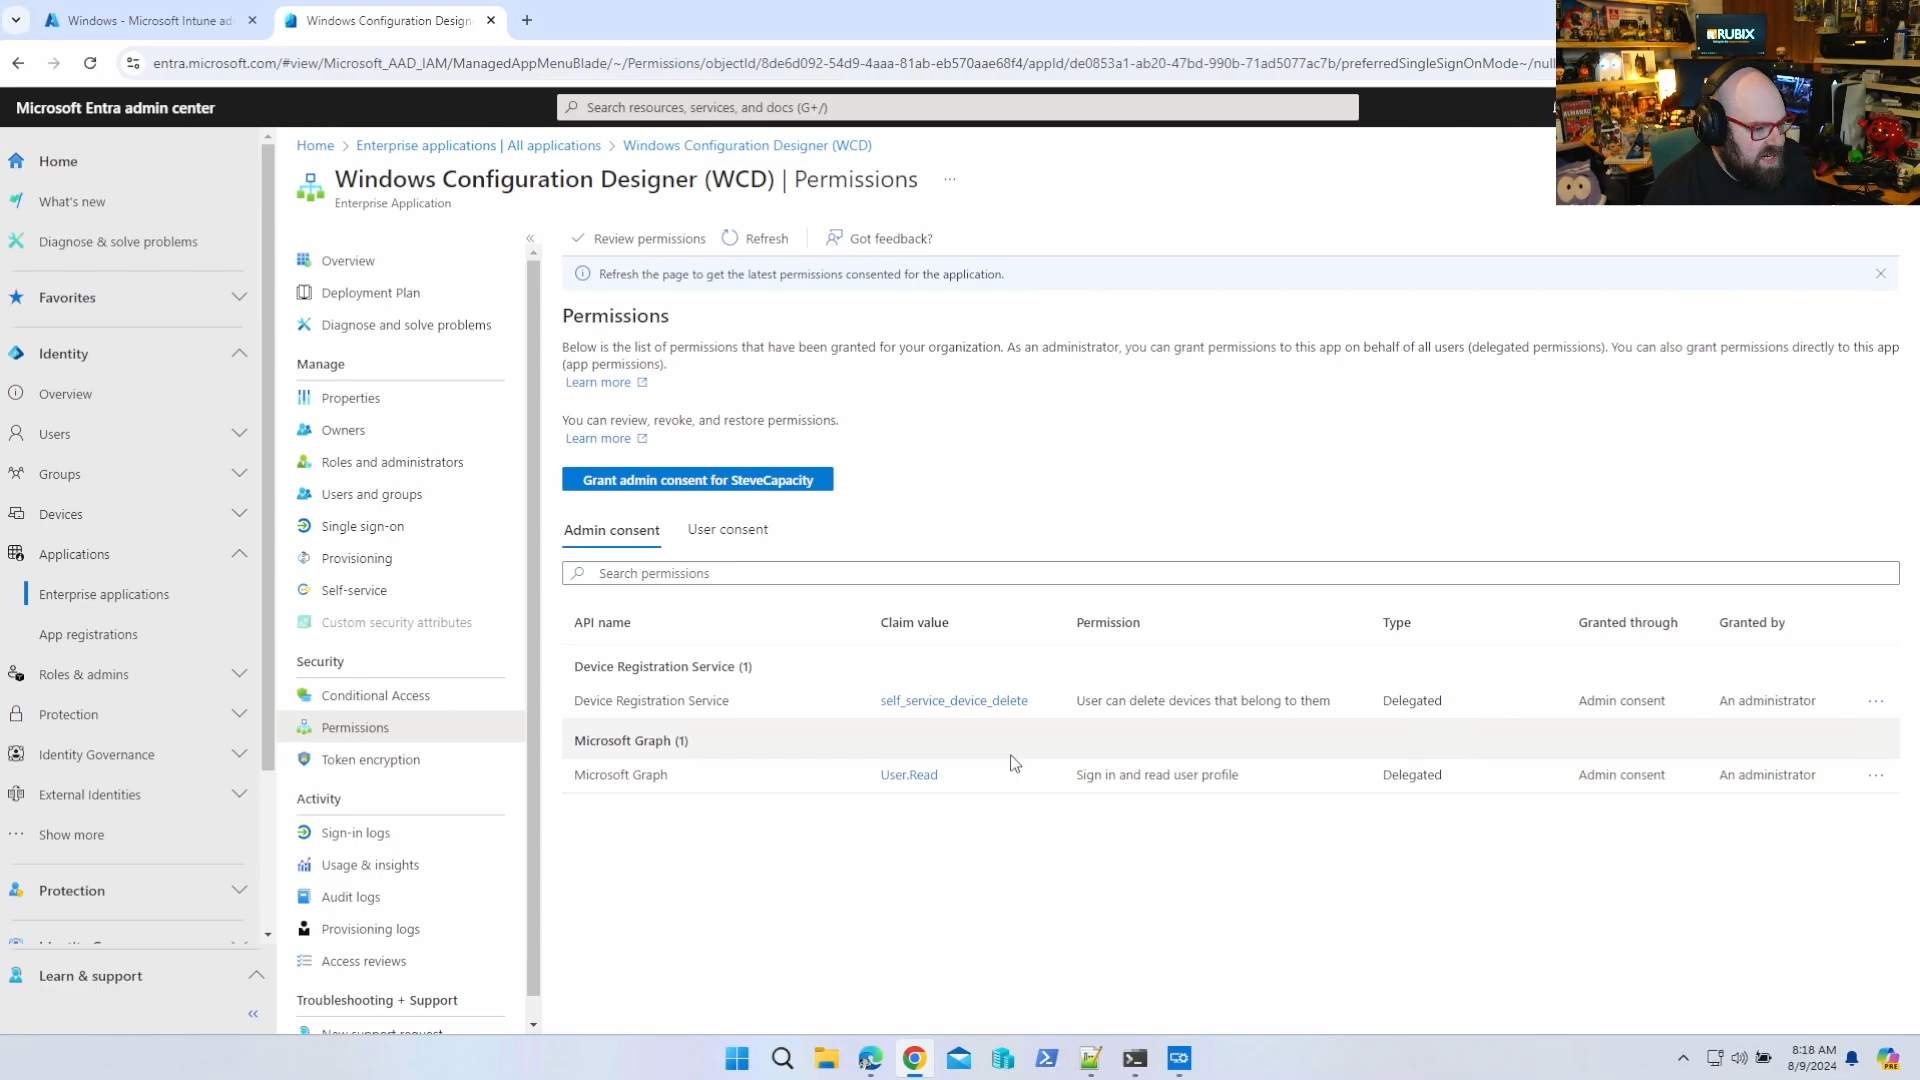 Windows - Microsoft Intune ad
Windows Configuration Design
entra.microsoft.com/#view/Microsoft_AAD_IAM/ManagedAppMenuBlade/~/Permissions/objectId/8de6d092-54d9-4aaa-81ab-eb570aae68f4/appId/de0853a1-ab20-47bd-990b-71ad5077ac7b/preferredSingleSignOnMode~/null
RUBIX
Microsoft Entra admin center
Search resources, services, and docs (G+/)
Home
What's new
Diagnose & solve problems
Favorites
Identity
Overview
Users
Groups
Devices
Applications
Enterprise applications
App registrations
Roles & admins
Protection
Identity Governance
External Identities
Show more
Protection
Learn & support
Home > Enterprise applications | All applications > Windows Configuration Designer (WCD)
Windows Configuration Designer (WCD) | Permissions
Enterprise Application
Overview
Deployment Plan
Diagnose and solve problems
Manage
Properties
Owners
Roles and administrators
Users and groups
Single sign-on
Provisioning
Self-service
Custom security attributes
Security
Conditional Access
Permissions
Token encryption
Activity
Sign-in logs
Usage & insights
Audit logs
Provisioning logs
Access reviews
Troubleshooting + Support
New support request
Review permissions
Refresh
Got feedback?
Refresh the page to get the latest permissions consented for the application.
Permissions
Below is the list of permissions that have been granted for your organization. As an administrator, you can grant permissions to this app on behalf of all users (delegated permissions). You can also grant permissions directly to this app
(app permissions).
Learn more
You can review, revoke, and restore permissions.
Learn more
Grant admin consent for SteveCapacity
Admin consent
User consent
Search permissions
API name Claim value Permission Type Granted through Granted by
Device Registration Service (1)
Device Registration Service self_service_device_delete User can delete devices that belong to them Delegated Admin consent An administrator
Microsoft Graph (1)
Microsoft Graph User.Read Sign in and read user profile Delegated Admin consent An administrator
8:18 AM
8/9/2024
PRE